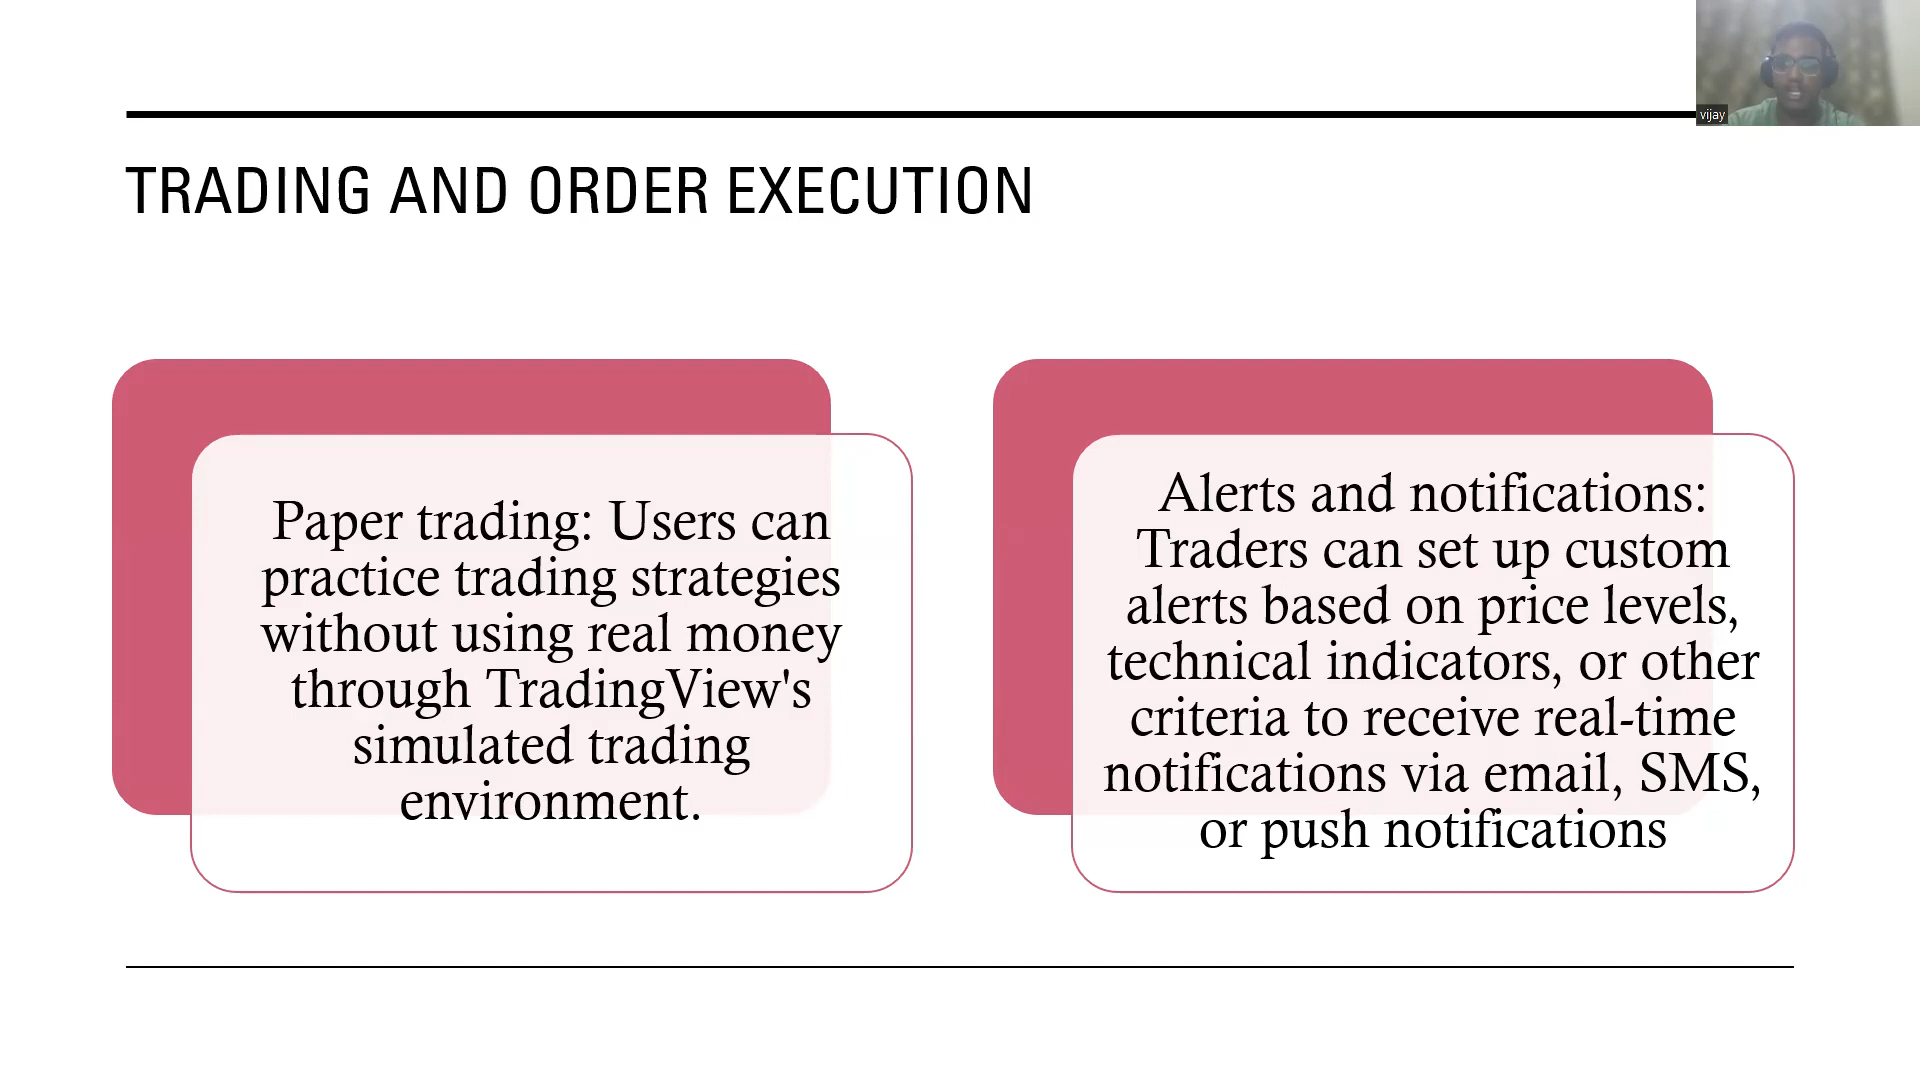 vijay
TRADING AND ORDER EXECUTION
Paper trading: Users can
practice trading strategies
without using real money
through TradingView's
simulated trading
environment.
Alerts and notifications:
Traders can set up custom
alerts based on price levels,
technical indicators, or other
criteria to receive real-time
notifications via email, SMS,
or push notifications